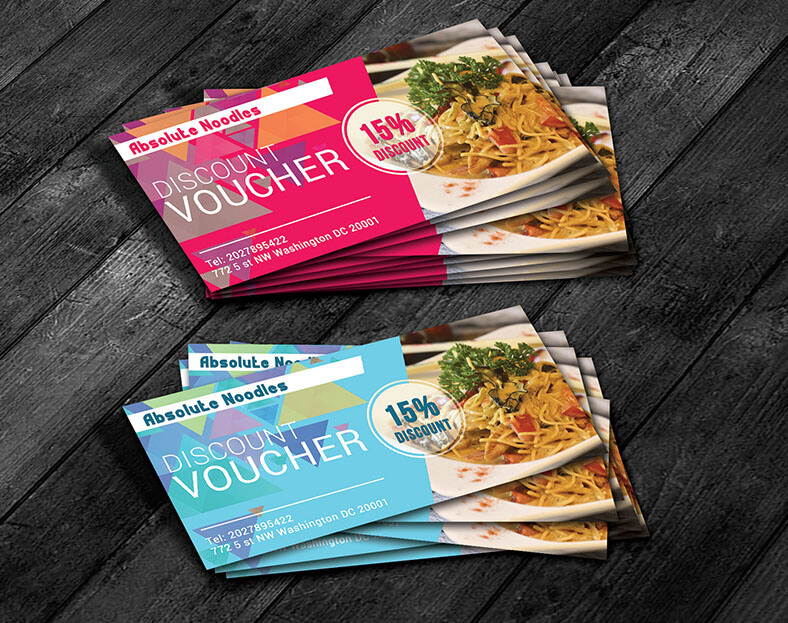 Absolute Noodles
DISCOUNT
VOUCHER
15%
DISCOUNT
Tel: 2027895422
772 5 st NW Washington DC 20001
Absolute Noodles
Absolute Noodles
DISCOUNT
VOUCHER
15%
DISCOUNT
Tel: 2027895422
772 5 st NW Washington DC 20001